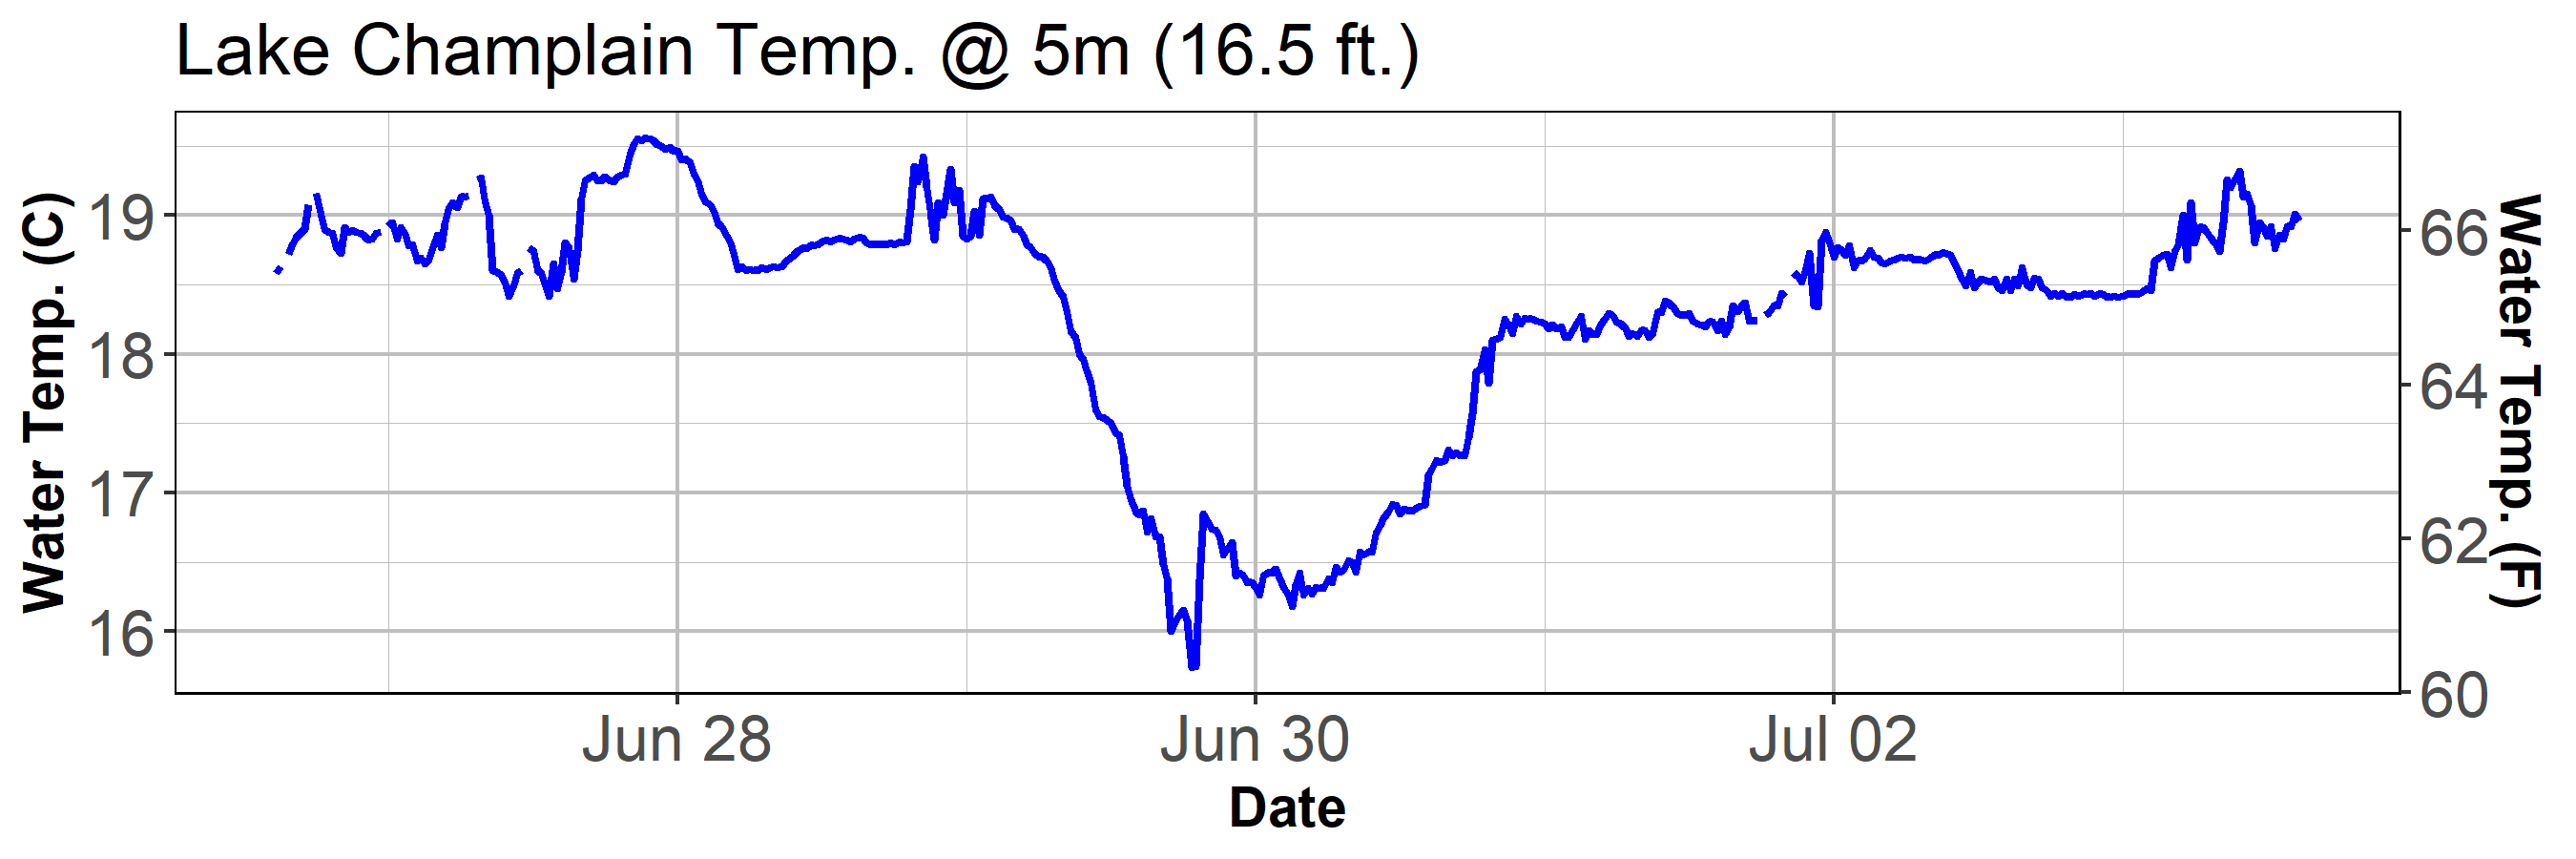 Lake Champlain Temp. @ 5m (16.5 ft.)
Water Temp. (C)
19
18
17
16
66
64
62
60
Water Temp. (F)
Jun 28
Jun 30
Jul 02
Date